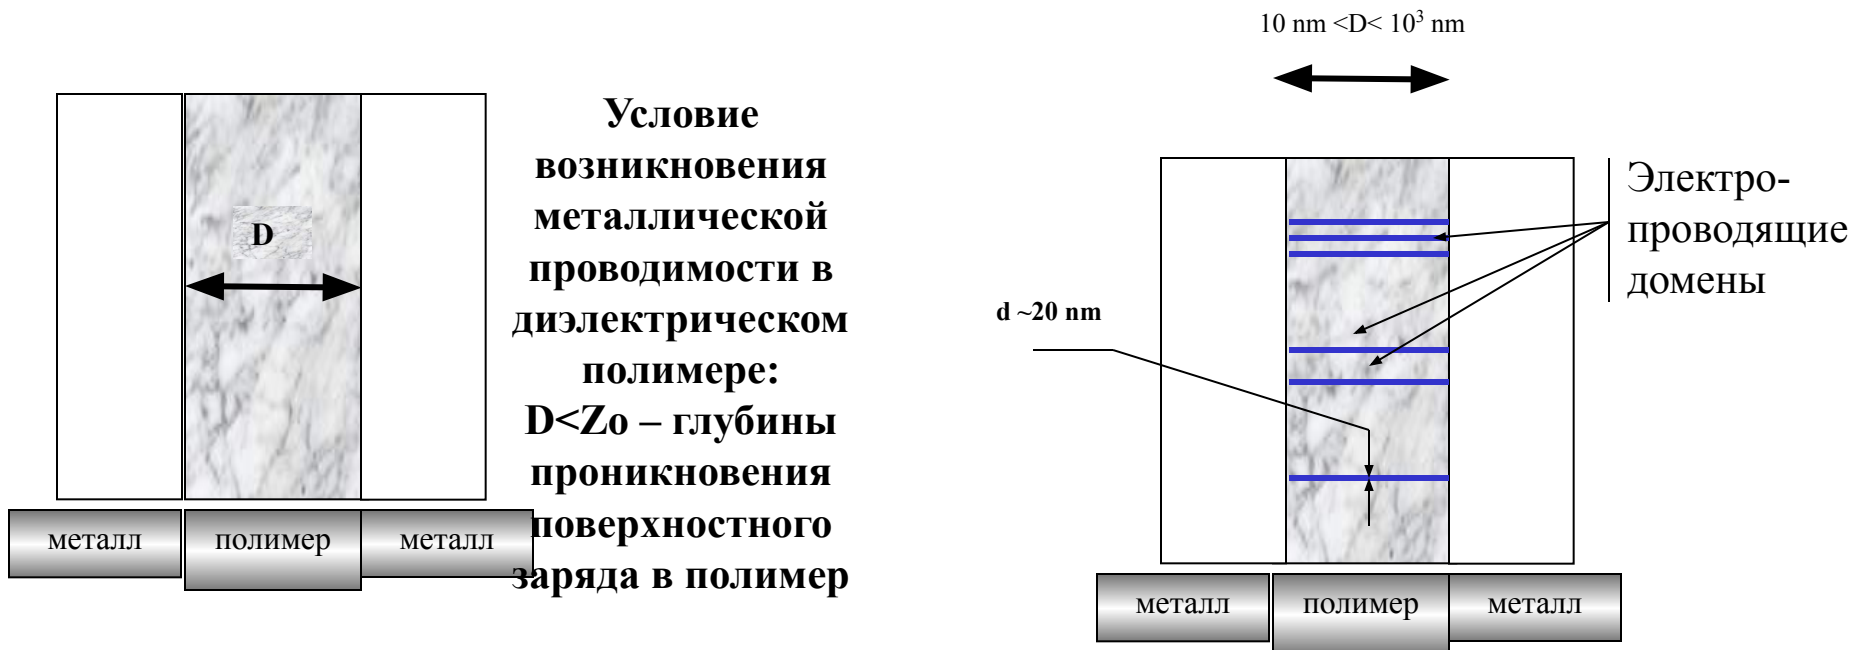 10 nm <D< 10³ nm
D
Условие
возникновения
металлической
проводимости в
диэлектрическом
полимере:
D<Zo – глубины
проникновения
поверхностного
заряда в полимер
металл
полимер
металл
Электро-
проводящие
домены
d ~20 nm
металл
полимер
металл